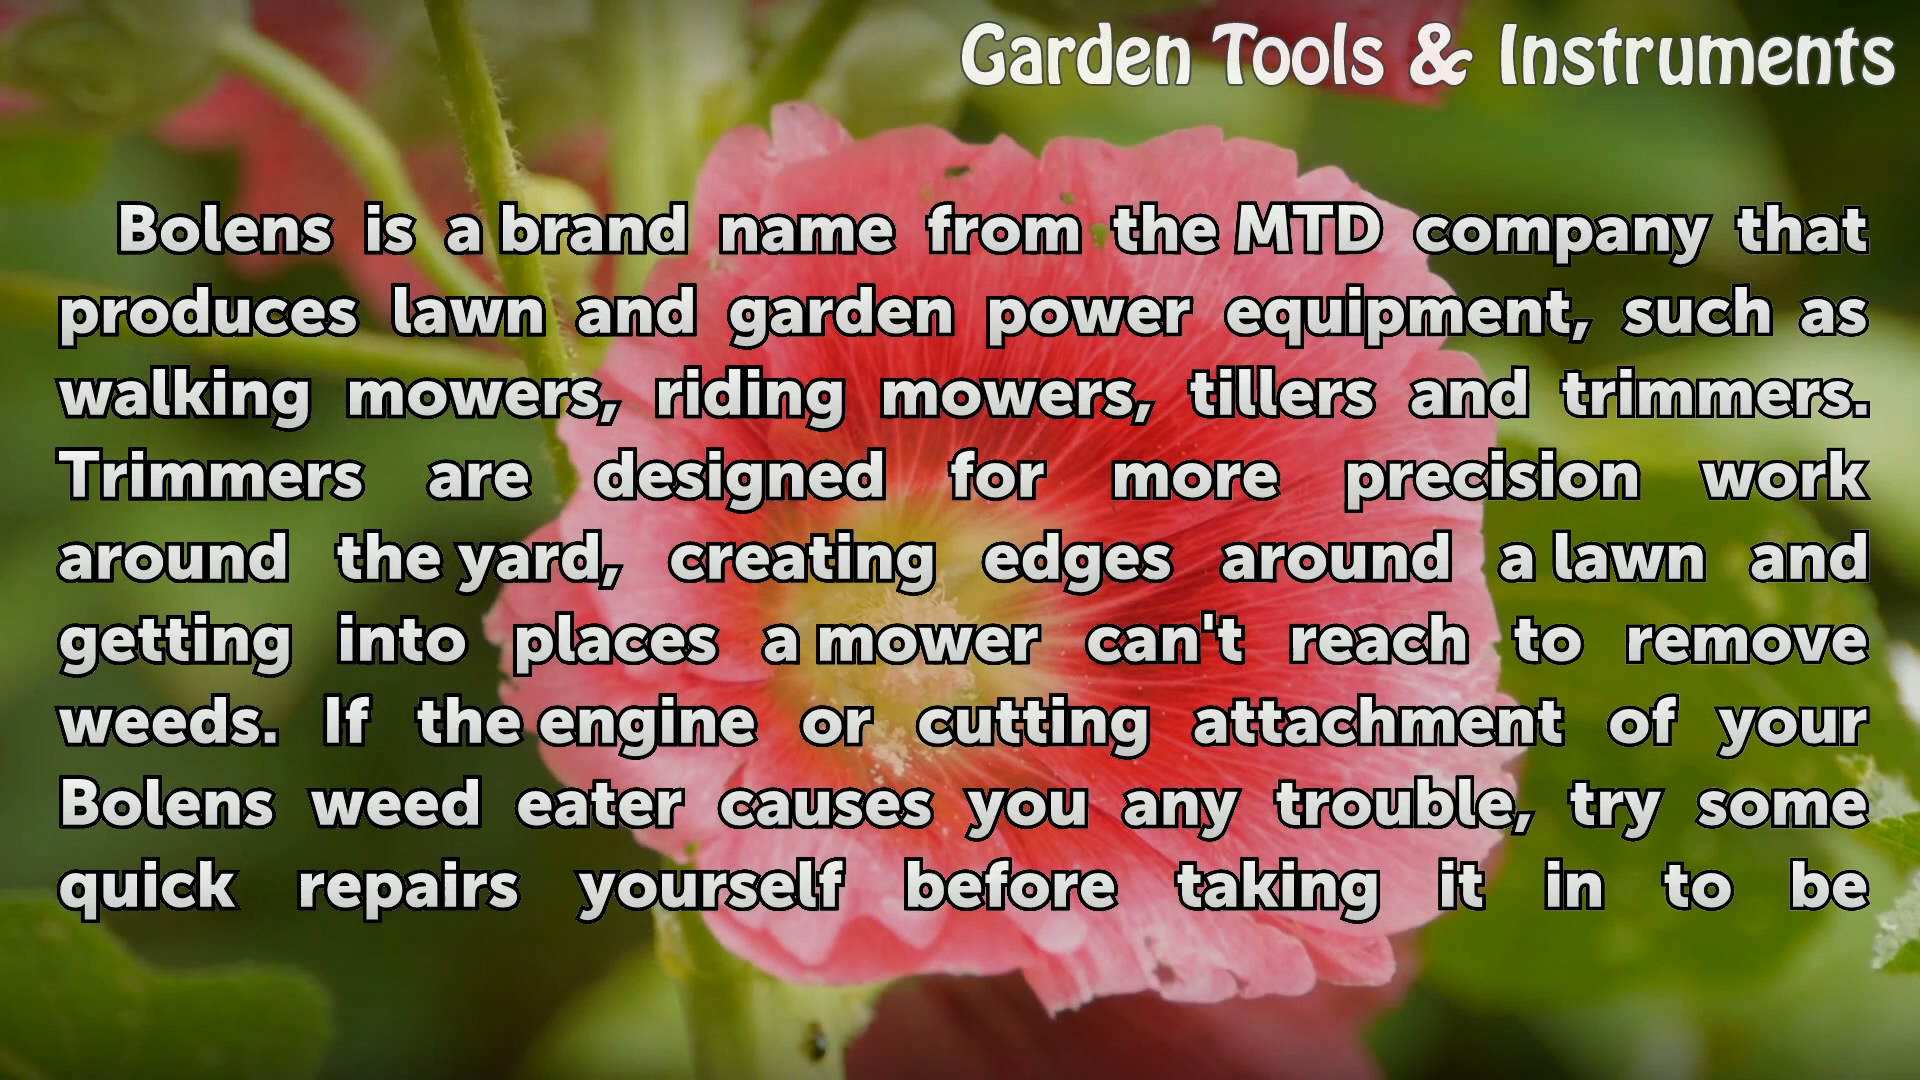 Garden Tools & Instruments
Bolens is a brand name from the MTD company that
produces lawn and garden power equipment, such as
walking mowers, riding mowers, tillers and trimmers.
Trimmers are designed for more precision work
around the yard, creating edges around a lawn and
getting into places a mower can't reach to remove
weeds. If the engine or cutting attachment of your
Bolens weed eater causes you any trouble, try some
quick repairs yourself before taking it in to be